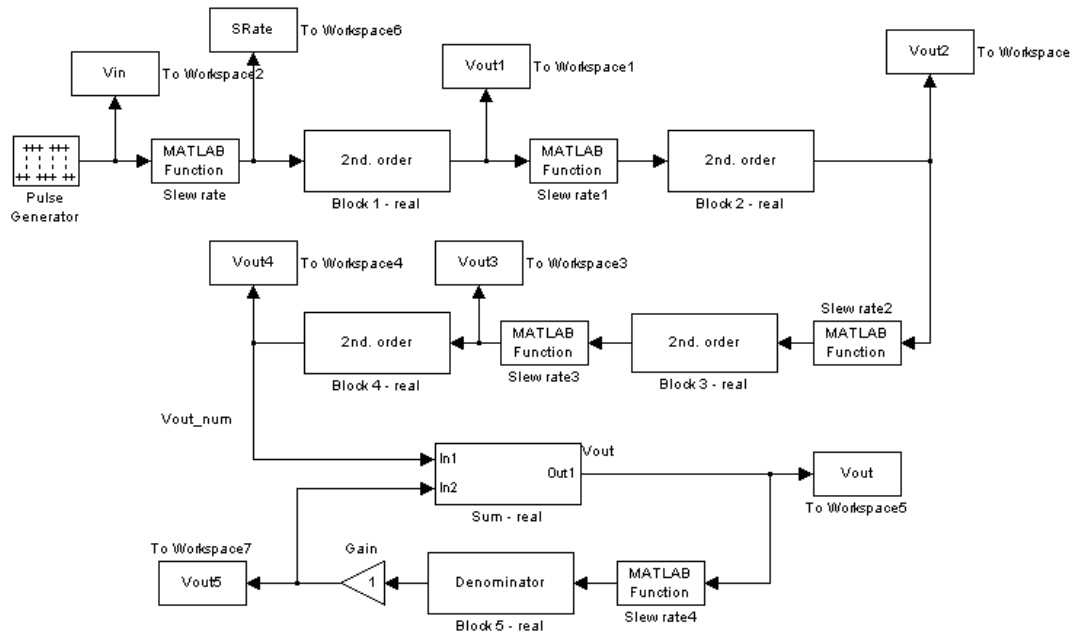 SRate
To Workspace6
Vin
To Workspace2
Vout1
To Workspace1
Vout2
To Workspace
Pulse
Generator
MATLAB
Function
Slew rate
2nd. order
Block 1 - real
MATLAB
Function
Slew rate1
2nd. order
Block 2 - real
Vout4
To Workspace4
Vout3
To Workspace3
Slew rate2
2nd. order
Block 4 - real
MATLAB
Function
Slew rate3
2nd. order
Block 3 - real
MATLAB
Function
Vout_num
In1
In2
Out1
Sum - real
Vout
Vout
To Workspace5
To Workspace7
Vout5
Gain
1
Denominator
Block 5 - real
MATLAB
Function
Slew rate4